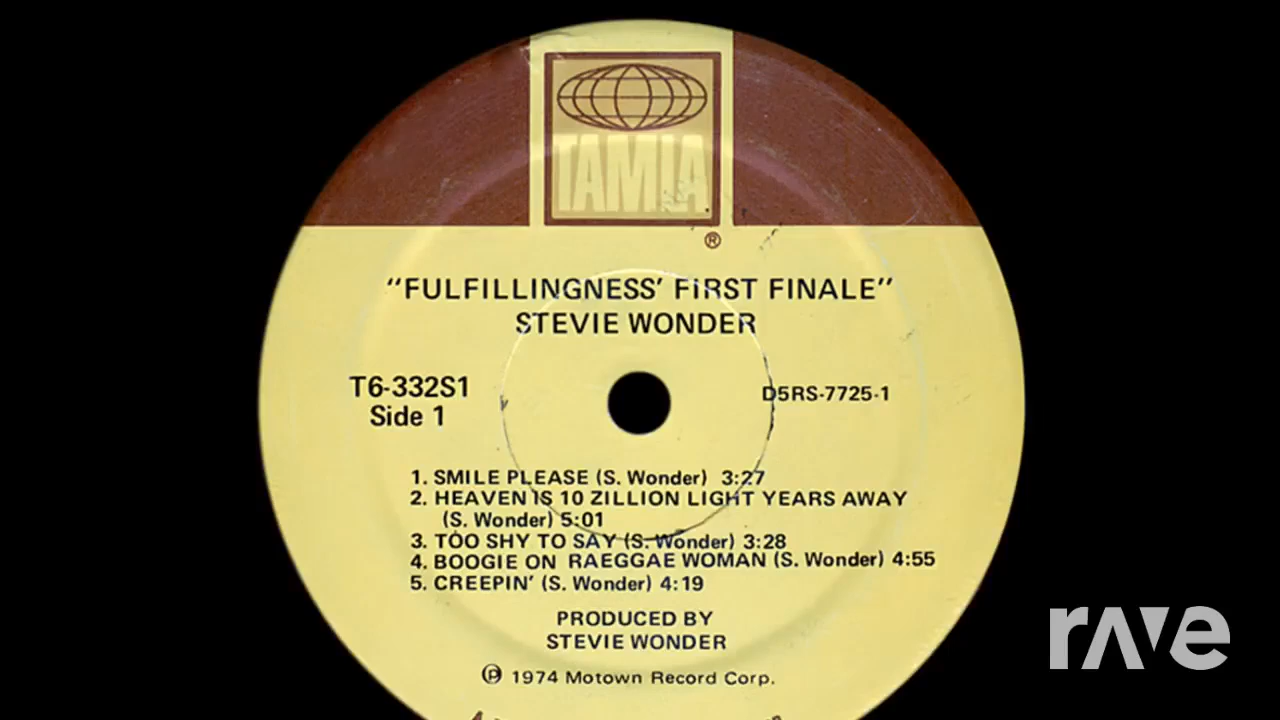 TAMLA
®
"FULFILLINGNESS' FIRST FINALE"
STEVIE WONDER
T6-332S1
Side 1
D5RS-7725-1
1. SMILE PLEASE (S. Wonder) 3:27
2. HEAVEN IS 10 ZILLION LIGHT YEARS AWAY
(S. Wonder) 5:01
3. TOO SHY TO SAY (S. Wonder) 3:28
4. BOOGIE ON RAEGGAE WOMAN (S. Wonder) 4:55
5. CREEPIN' (S. Wonder) 4:19
PRODUCED BY
STEVIE WONDER
℗ 1974 Motown Record Corp.
rave